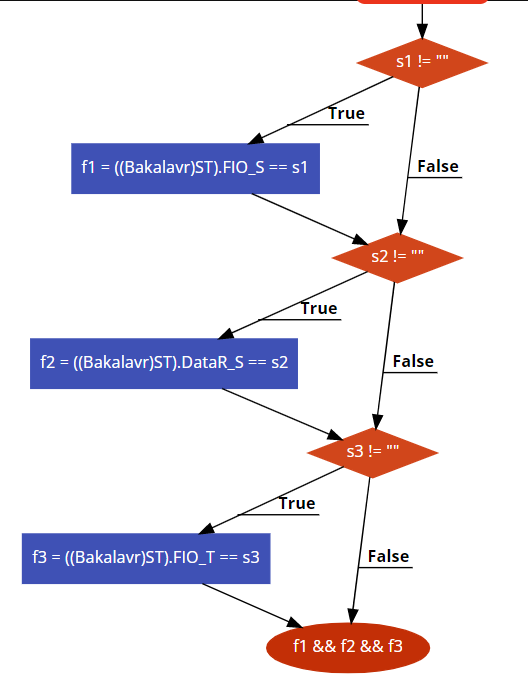 s1 != ""
True
f1 = ((Bakalavr)ST).FIO_S == s1
False
s2 != ""
True
f2 = ((Bakalavr)ST).DataR_S == s2
False
s3 != ""
True
f3 = ((Bakalavr)ST).FIO_T == s3
False
f1 && f2 && f3